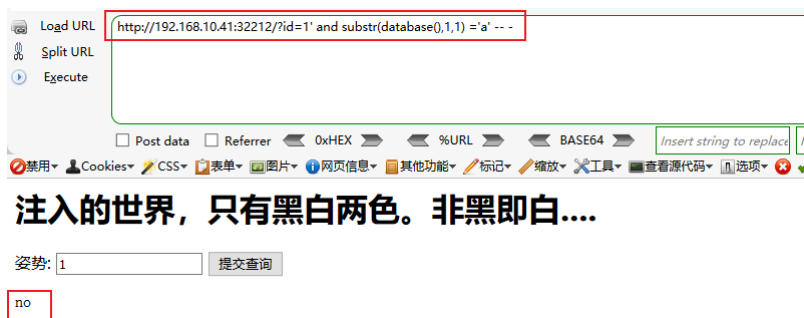 Load URL
http://192.168.10.41:32212/?id=1' and substr(database(),1,1) ='a' -- -
Split URL
Execute
Post data Referrer 0xHEX %URL BASE64 Insert string to replace
禁用 Cookies CSS 表单 图片 网页信息 其他功能 标记 缩放 工具 查看源代码 选项
注入的世界，只有黑白两色。非黑即白....
姿势: 1 提交查询
no